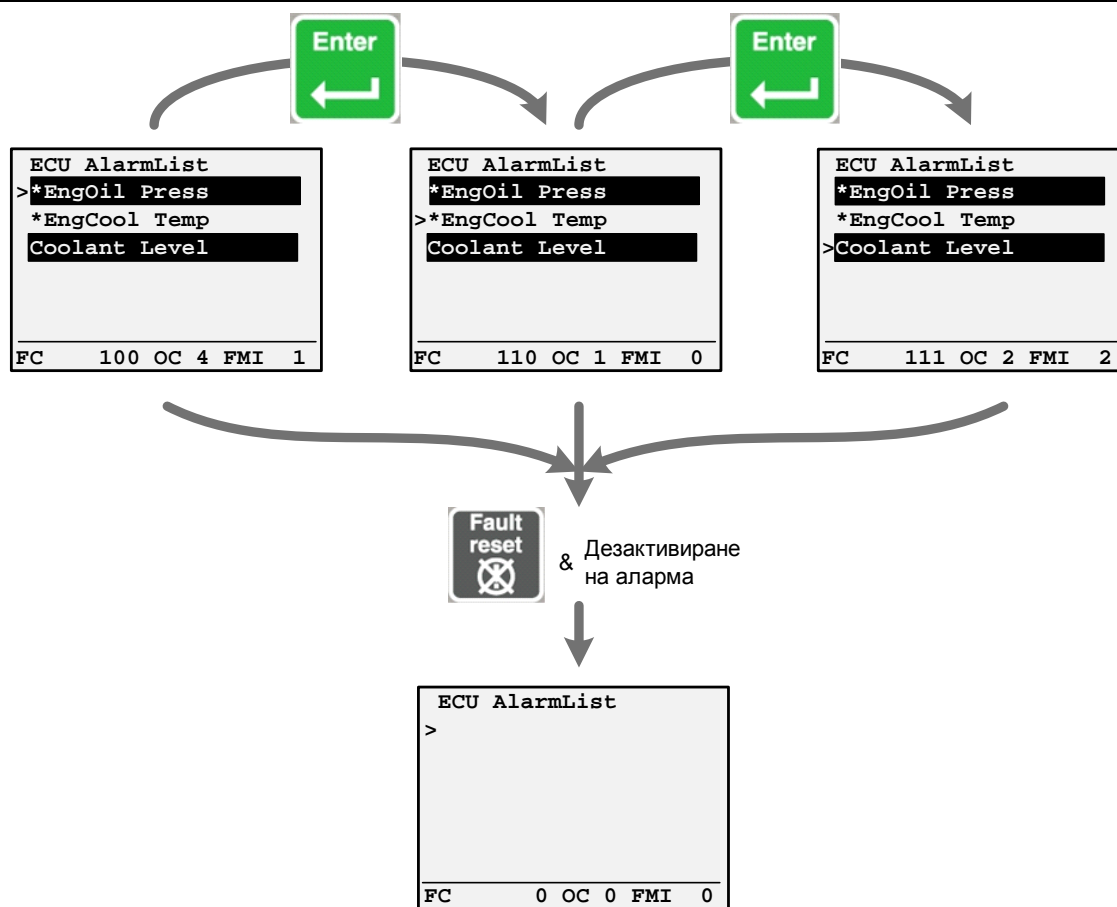 Enter
Enter
ECU AlarmList
>*EngOil Press
*EngCool Temp
Coolant Level
FC 100 OC 4 FMI 1
ECU AlarmList
*EngOil Press
>*EngCool Temp
Coolant Level
FC 110 OC 1 FMI 0
ECU AlarmList
*EngOil Press
*EngCool Temp
>Coolant Level
FC 111 OC 2 FMI 2
Fault
reset
& Дезактивиране
на аларма
ECU AlarmList
>
FC 0 OC 0 FMI 0